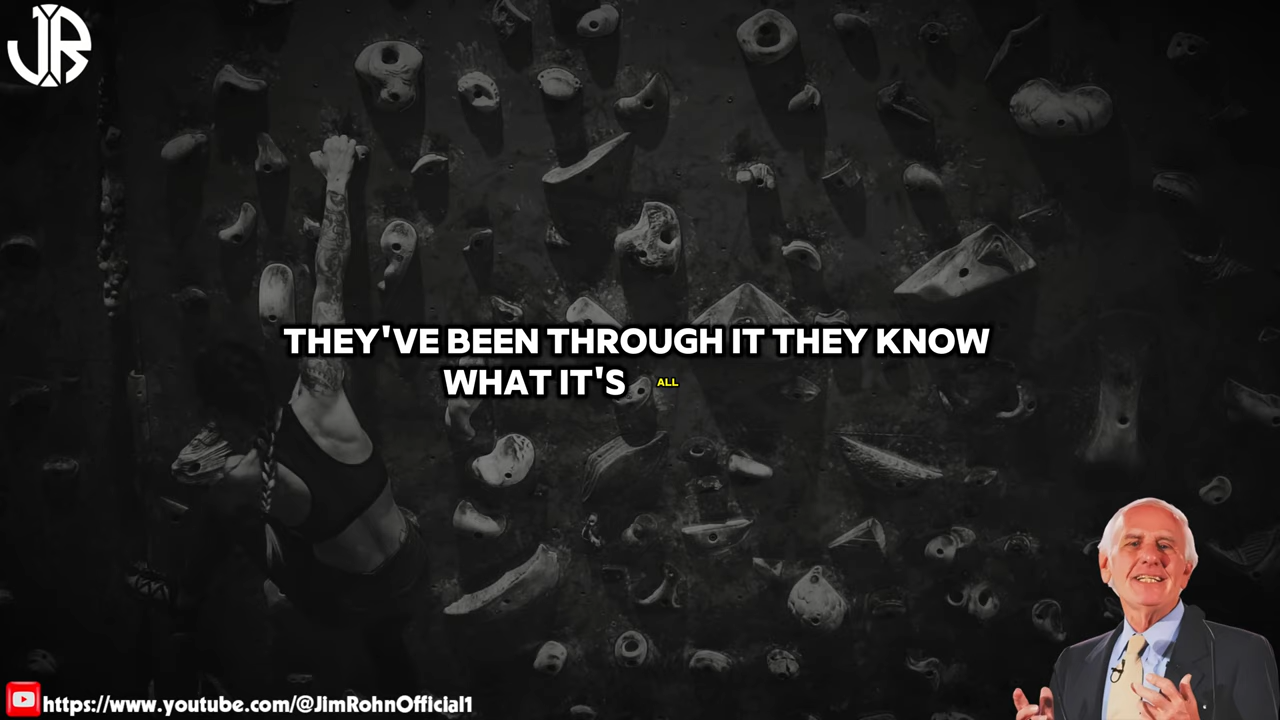 JR
THEY'VE BEEN THROUGH IT THEY KNOW
WHAT IT'S ALL
https://www.youtube.com/@JimRohnOfficial1